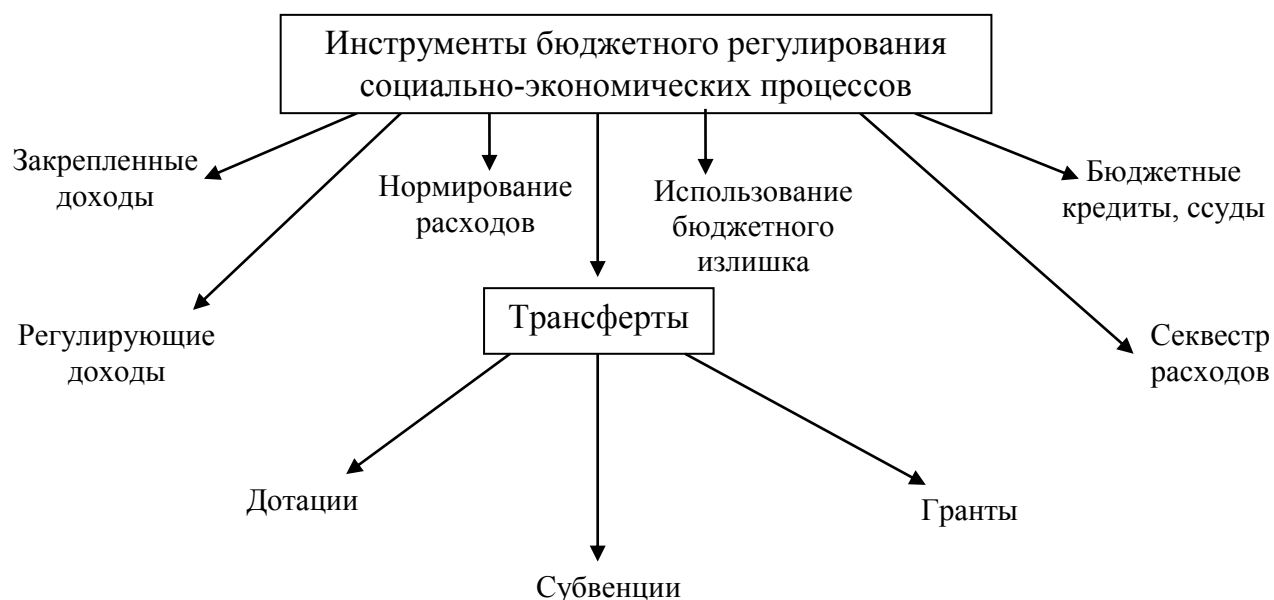 Инструменты бюджетного регулирования
социально-экономических процессов
Закрепленные
доходы
Нормирование
расходов
Использование
бюджетного
излишка
Бюджетные
кредиты, ссуды
Регулирующие
доходы
Трансферты
Секвестр
расходов
Дотации
Субвенции
Гранты